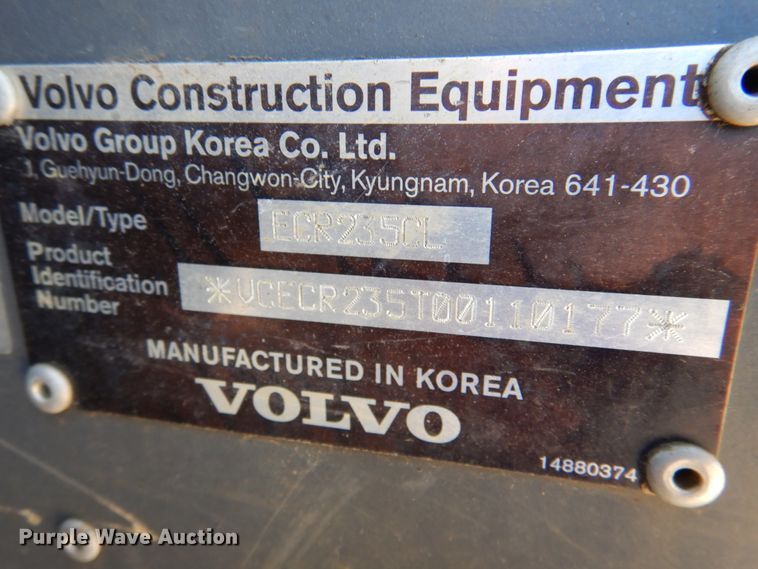 Volvo Construction Equipment
Volvo Group Korea Co. Ltd.
1, Guehyun-Dong, Changwon-City, Kyungnam, Korea 641-430
Model/Type ECR235CL
Product
Identification *VCECR235T00110177*
Number
MANUFACTURED IN KOREA
VOLVO
14880374
Purple Wave Auction